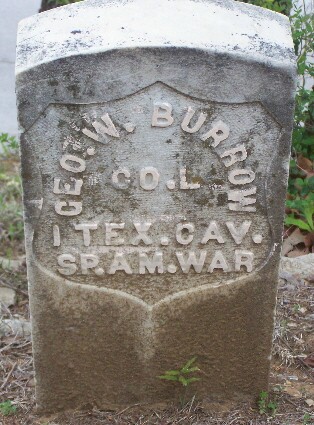 GEO. W. BURROW
CO. L
1 TEX. CAV.
SP. AM. WAR